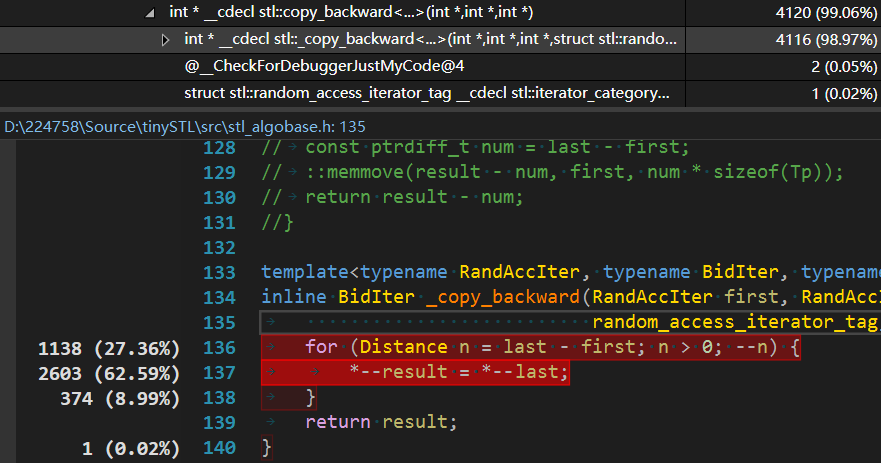 int * __cdecl stl::copy_backward<...>(int *,int *,int *) 4120 (99.06%)
int * __cdecl stl::_copy_backward<...>(int *,int *,int *,struct stl::rando... 4116 (98.97%)
@__CheckForDebuggerJustMyCode@4 2 (0.05%)
struct stl::random_access_iterator_tag __cdecl stl::iterator_category... 1 (0.02%)
D:\224758\Source\tinySTL\src\stl_algobase.h: 135
128 // const ptrdiff_t num = last - first;
129 // ::memmove(result - num, first, num * sizeof(Tp));
130 // return result - num;
131 //}
132
133 template<typename RandAccIter, typename BidIter, typename
134 inline BidIter _copy_backward(RandAccIter first, RandAccI
135 random_access_iterator_tag,
1138 (27.36%) 136 for (Distance n = last - first; n > 0; --n) {
2603 (62.59%) 137 *--result = *--last;
374 (8.99%) 138 }
139 return result;
1 (0.02%) 140 }